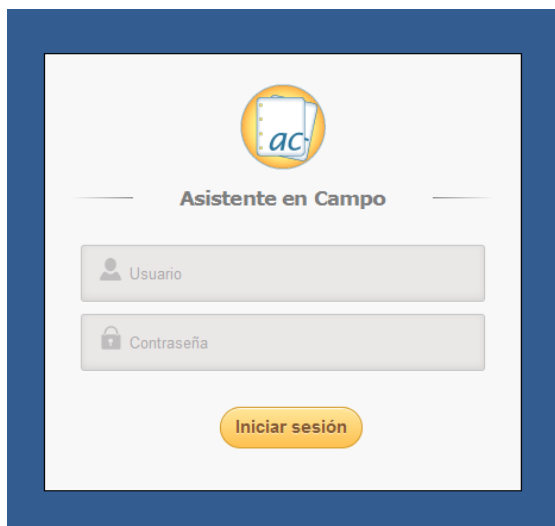 ac
Asistente en Campo
Usuario
Contraseña
Iniciar sesión